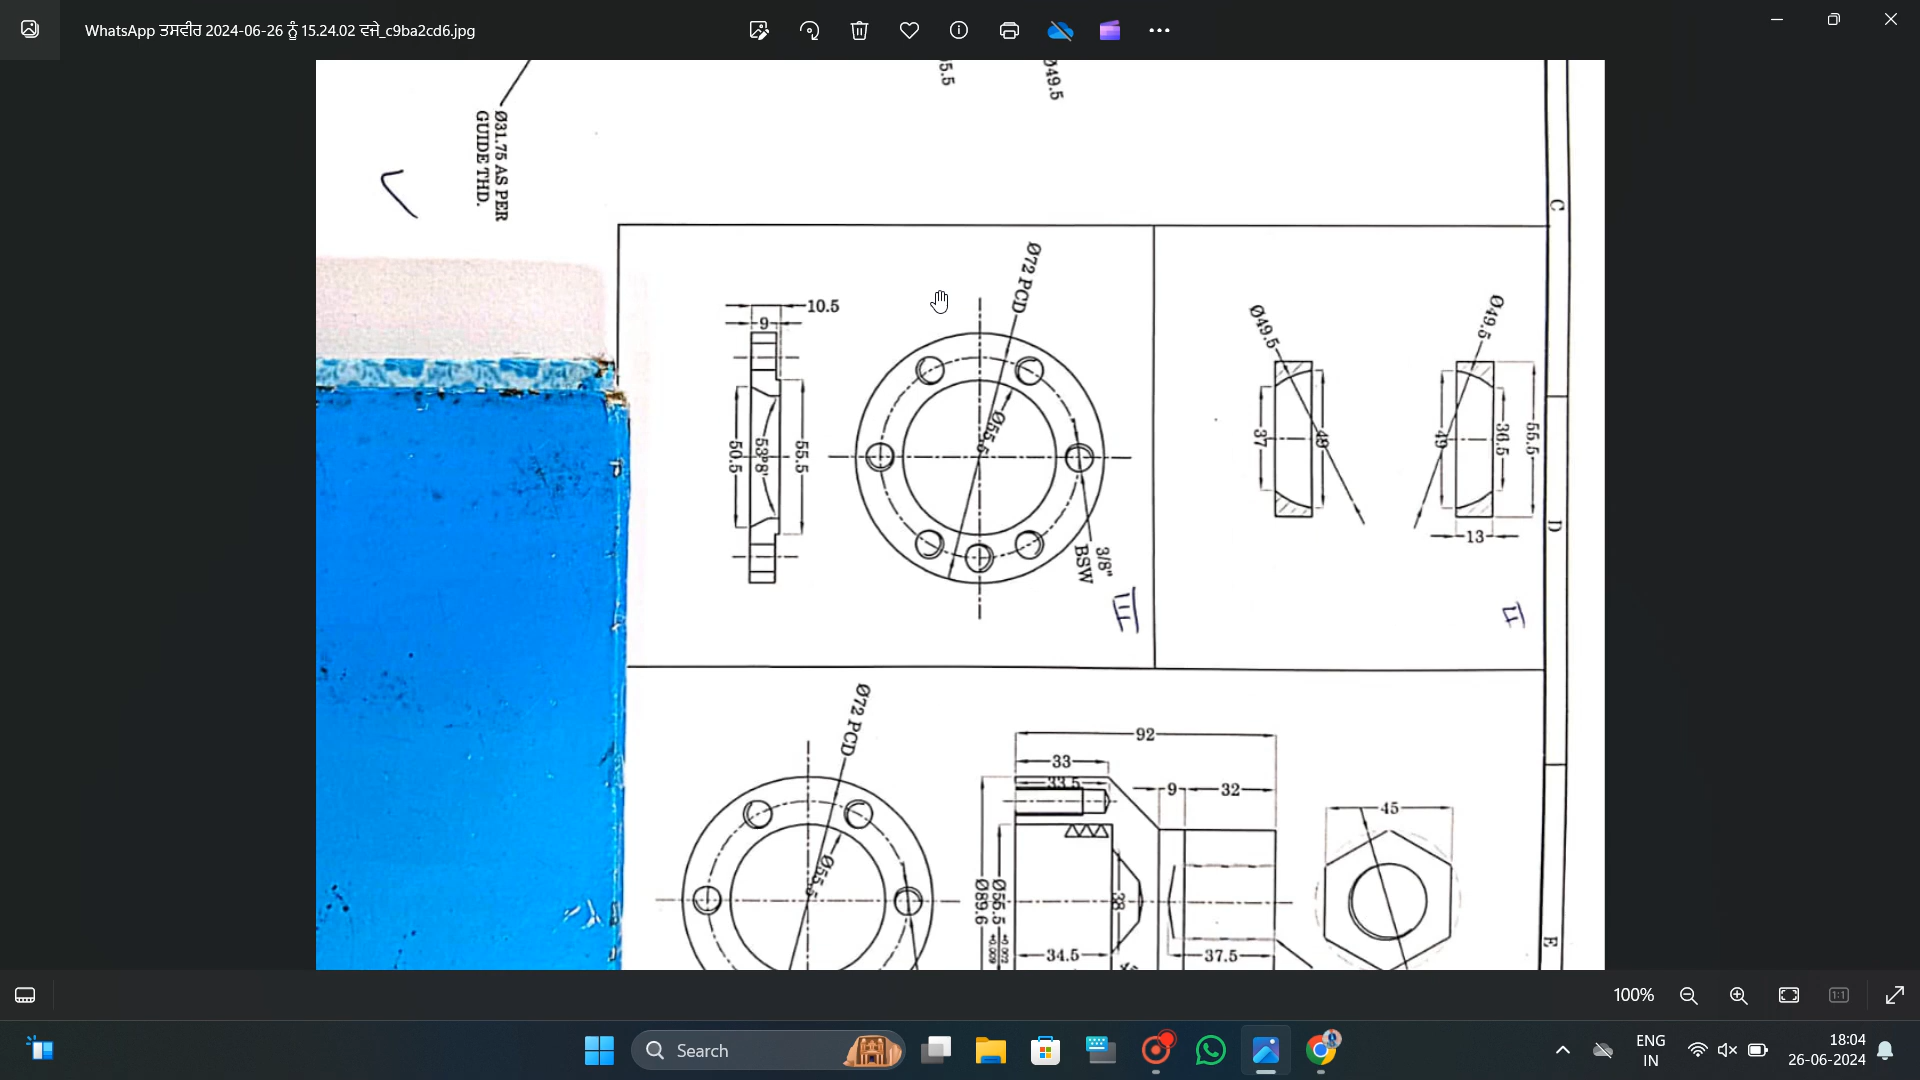 WhatsApp ਤਸਵੀਰ 2024-06-26 ਨੂੰ 15.24.02 ਵਜੇ_c9ba2cd6.jpg
5.5
Ø49.5
Ø31.75 AS PER
GUIDE THD.
C
Ø72 PCD
10.5
9
Ø55.5
50.5
53°8'
55.5
3/8"
BSW
E
Ø49.5
Ø49.5
37
49
49
36.5
55.5
13
D
F
Ø72 PCD
Ø55.5
92
33
33.5
9
32
45
Ø89.6
38
34.5
37.5
E
100%
1:1
Search
ENG
IN
18:04
26-06-2024